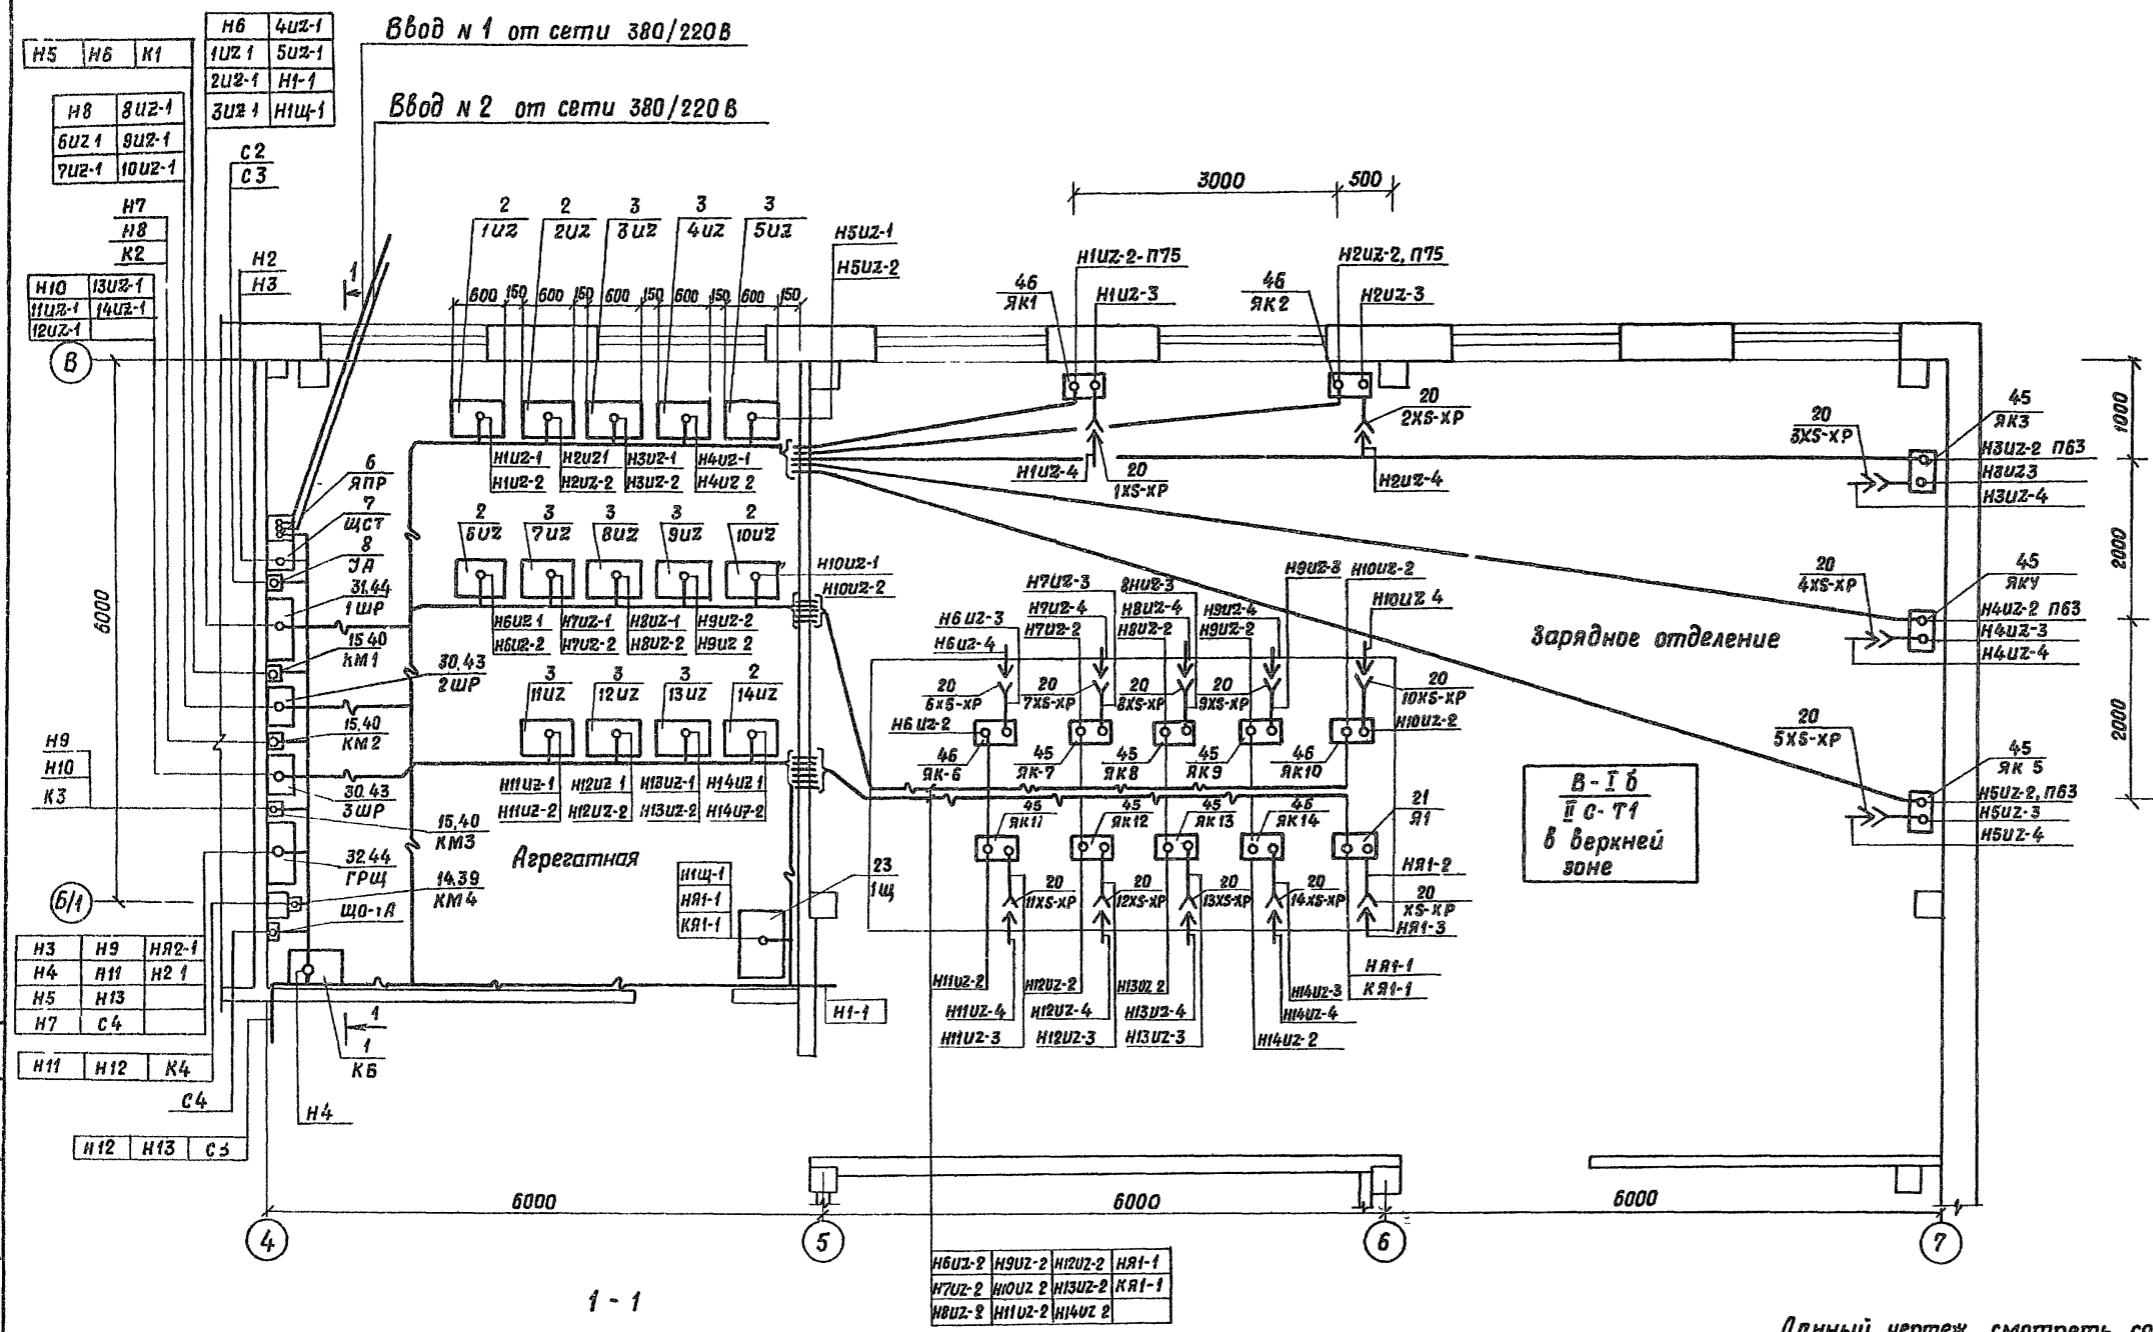 Ввод N 1 от сети 380/220В
Ввод N 2 от сети 380/220 В
Н5 Н6 К1
Н6 4UZ-1
1UZ 1 5UZ-1
2UZ-1 Н1-1
3UZ 1 Н1Щ-1
Н8 8UZ-1
6UZ 1 9UZ-1
7UZ-1 10UZ-1
С2
С3
Н7
Н8
К2
Н2
Н3
Н10 13UZ-1
11UZ-1 14UZ-1
12UZ-1
1
2 2 3 3 3
1UZ 2UZ 3UZ 4UZ 5UZ
Н5UZ-1
Н5UZ-2
600 150 600 150 600 150 600 150 600 150
3000 500
Н1UZ-2-П75
Н1UZ-3
46
ЯК1
Н2UZ-2, П75
Н2UZ-3
46
ЯК2
В
20
2XS-XP
20
3XS-XP
45
ЯК3
Н3UZ-2 П63
Н3UZ3
Н3UZ-4
1000
Н1UZ-1 Н2UZ1 Н3UZ-1 Н4UZ-1
Н1UZ-2 Н2UZ-2 Н3UZ-2 Н4UZ 2
Н1UZ-4
20
1XS-XP
Н2UZ-4
6
ЯПР
7
ЩСТ
8
УА
31,44
1ШР
15,40
КМ1
30,43
2ШР
15,40
КМ2
30,43
3ШР
15,40
КМ3
32,44
ГРЩ
14,39
КМ4
ЩО-1А
6000
2 3 3 3 2
6UZ 7UZ 8UZ 9UZ 10UZ
Н10UZ-1
Н10UZ-2
Н6UZ 1 Н7UZ-1 Н8UZ-1 Н9UZ-2
Н6UZ-2 Н7UZ-2 Н8UZ-2 Н9UZ 2
3 3 3 2
11UZ 12UZ 13UZ 14UZ
Н11UZ-1 Н12UZ 1 Н13UZ-1 Н14UZ 1
Н11UZ-2 Н12UZ-2 Н13UZ-2 Н14UZ-2
Агрегатная
Н7UZ-3 8НUZ-3 Н9UZ-3 Н10UZ-2
Н6UZ-3 Н7UZ-4 Н8UZ-4 Н9UZ-4 Н10UZ 4
Н6UZ-4 Н7UZ-2 Н8UZ-2 Н9UZ-2
20 20 20 20 20
6XS-XP 7XS-XP 8XS-XP 9XS-XP 10XS-XP
Н6UZ-2
Н10UZ-2
46 45 45 45 46
ЯК-6 ЯК-7 ЯК8 ЯК9 ЯК10
45 45 45 46 21
ЯК11 ЯК12 ЯК13 ЯК14 Я1
20 20 20 20 20
11XS-XP 12XS-XP 13XS-XP 14XS-XP XS-XP
НЯ1-2
НЯ1-3
НЯ1-1
КЯ1-1
Н11UZ-2 Н12UZ-2 Н13UZ 2 Н14UZ-3
Н11UZ-4 Н12UZ-4 Н13UZ-4 Н14UZ-4
Н11UZ-3 Н12UZ-3 Н13UZ-3 Н14UZ-2
Зарядное отделение
20
4XS-XP
45
ЯКУ
Н4UZ-2 П63
Н4UZ-3
Н4UZ-4
2000
20
5XS-XP
45
ЯК 5
Н5UZ-2, П63
Н5UZ-3
Н5UZ-4
2000
В-I б
II С-Т1
в верхней
зоне
Н9
Н10
К3
Б/1
Н1Щ-1
НЯ1-1
КЯ1-1
23
1Щ
Н1-1
Н3 Н9 НЯ2-1
Н4 Н11 Н2 1
Н5 Н13
Н7 С4
Н11 Н12 К4
С4
Н4
Н12 Н13 С3
1
1
КБ
6000 6000 6000
4 5 6 7
Н6UZ-2 Н9UZ-2 Н12UZ-2 НЯ1-1
Н7UZ-2 Н10UZ 2 Н13UZ-2 КЯ1-1
Н8UZ-2 Н11UZ-2 Н14UZ 2
1 - 1
Данный чертеж смотреть